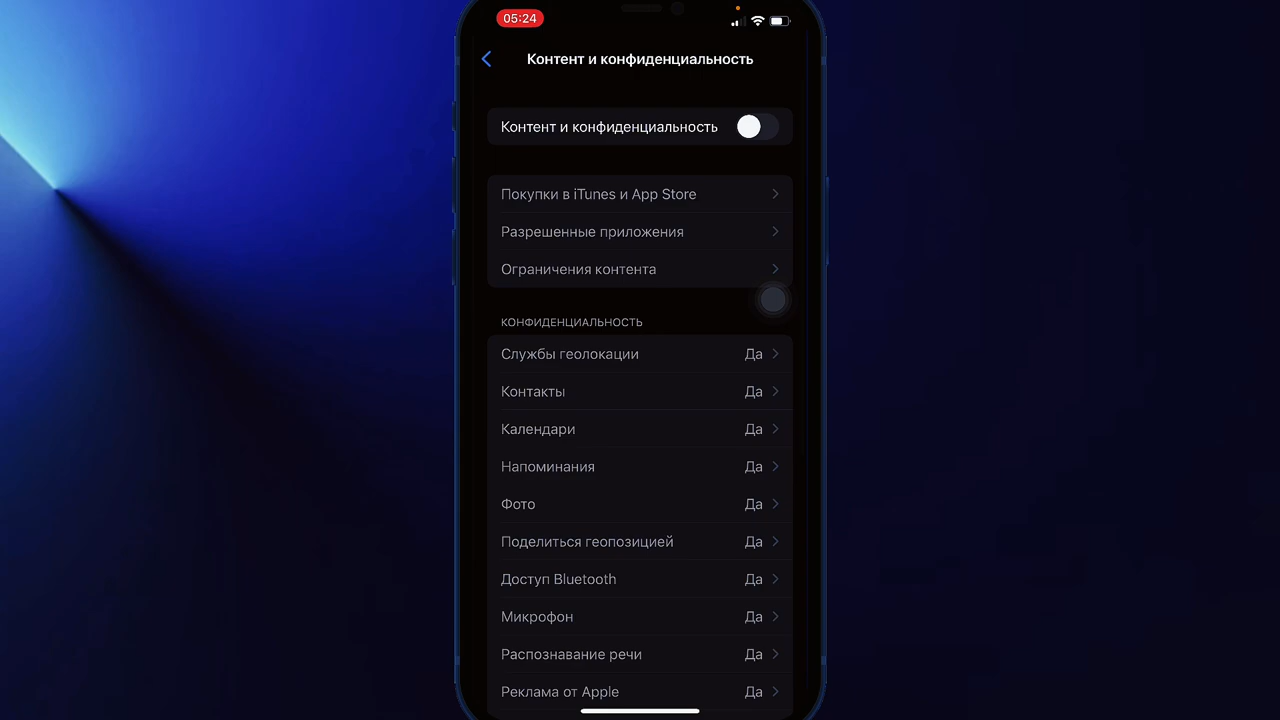 05:24
Контент и конфиденциальность
Контент и конфиденциальность
Покупки в iTunes и App Store
Разрешенные приложения
Ограничения контента
КОНФИДЕНЦИАЛЬНОСТЬ
Службы геолокации Да
Контакты Да
Календари Да
Напоминания Да
Фото Да
Поделиться геопозицией Да
Доступ Bluetooth Да
Микрофон Да
Распознавание речи Да
Реклама от Apple Да